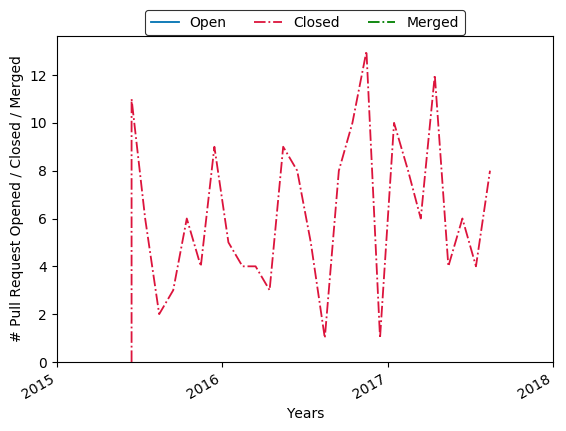 Open Closed Merged
# Pull Request Opened / Closed / Merged
12
10
8
6
4
2
0
2015 2016 2017 2018
Years